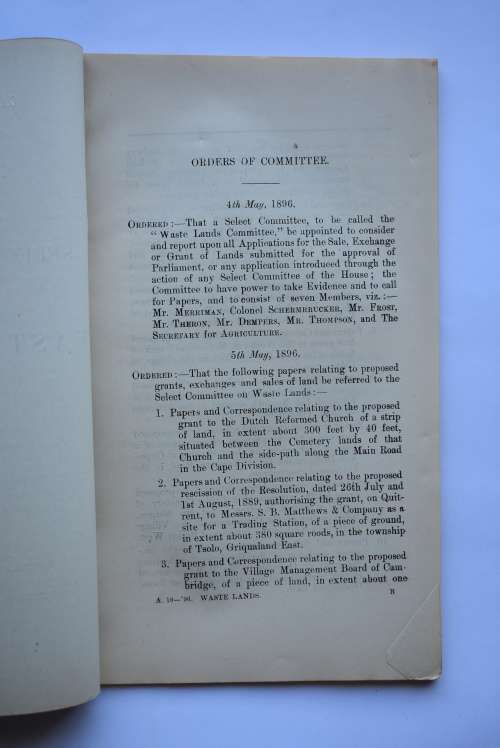 ORDERS OF COMMITTEE.
4th May, 1896.
ORDERED:—That a Select Committee, to be called the
"Waste Lands Committee," be appointed to consider
and report upon all Applications for the Sale, Exchange
or Grant of Lands submitted for the approval of
Parliament, or any application introduced through the
action of any Select Committee of the House; the
Committee to have power to take Evidence and to call
for Papers, and to consist of seven Members, viz.:—
Mr. MERRIMAN, Colonel SCHERMBRUCKER, Mr. FROST,
Mr. THERON, Mr. DEMPERS, Mr. THOMPSON, and The
SECRETARY for AGRICULTURE.
5th May, 1896.
ORDERED:—That the following papers relating to proposed
grants, exchanges and sales of land be referred to the
Select Committee on Waste Lands:—
1. Papers and Correspondence relating to the proposed
grant to the Dutch Reformed Church of a strip
of land, in extent about 300 feet by 40 feet,
situated between the Cemetery lands of that
Church and the side-path along the Main Road
in the Cape Division.
2. Papers and Correspondence relating to the proposed
rescission of the Resolution, dated 26th July and
1st August, 1889, authorising the grant, on Quit-
rent, to Messrs. S. B. Matthews & Company as a
site for a Trading Station, of a piece of ground,
in extent about 380 square roods, in the township
of Tsolo, Griqualand East.
3. Papers and Correspondence relating to the proposed
grant to the Village Management Board of Cam-
bridge, of a piece of land, in extent about one
A. 10—'96. WASTE LANDS. B